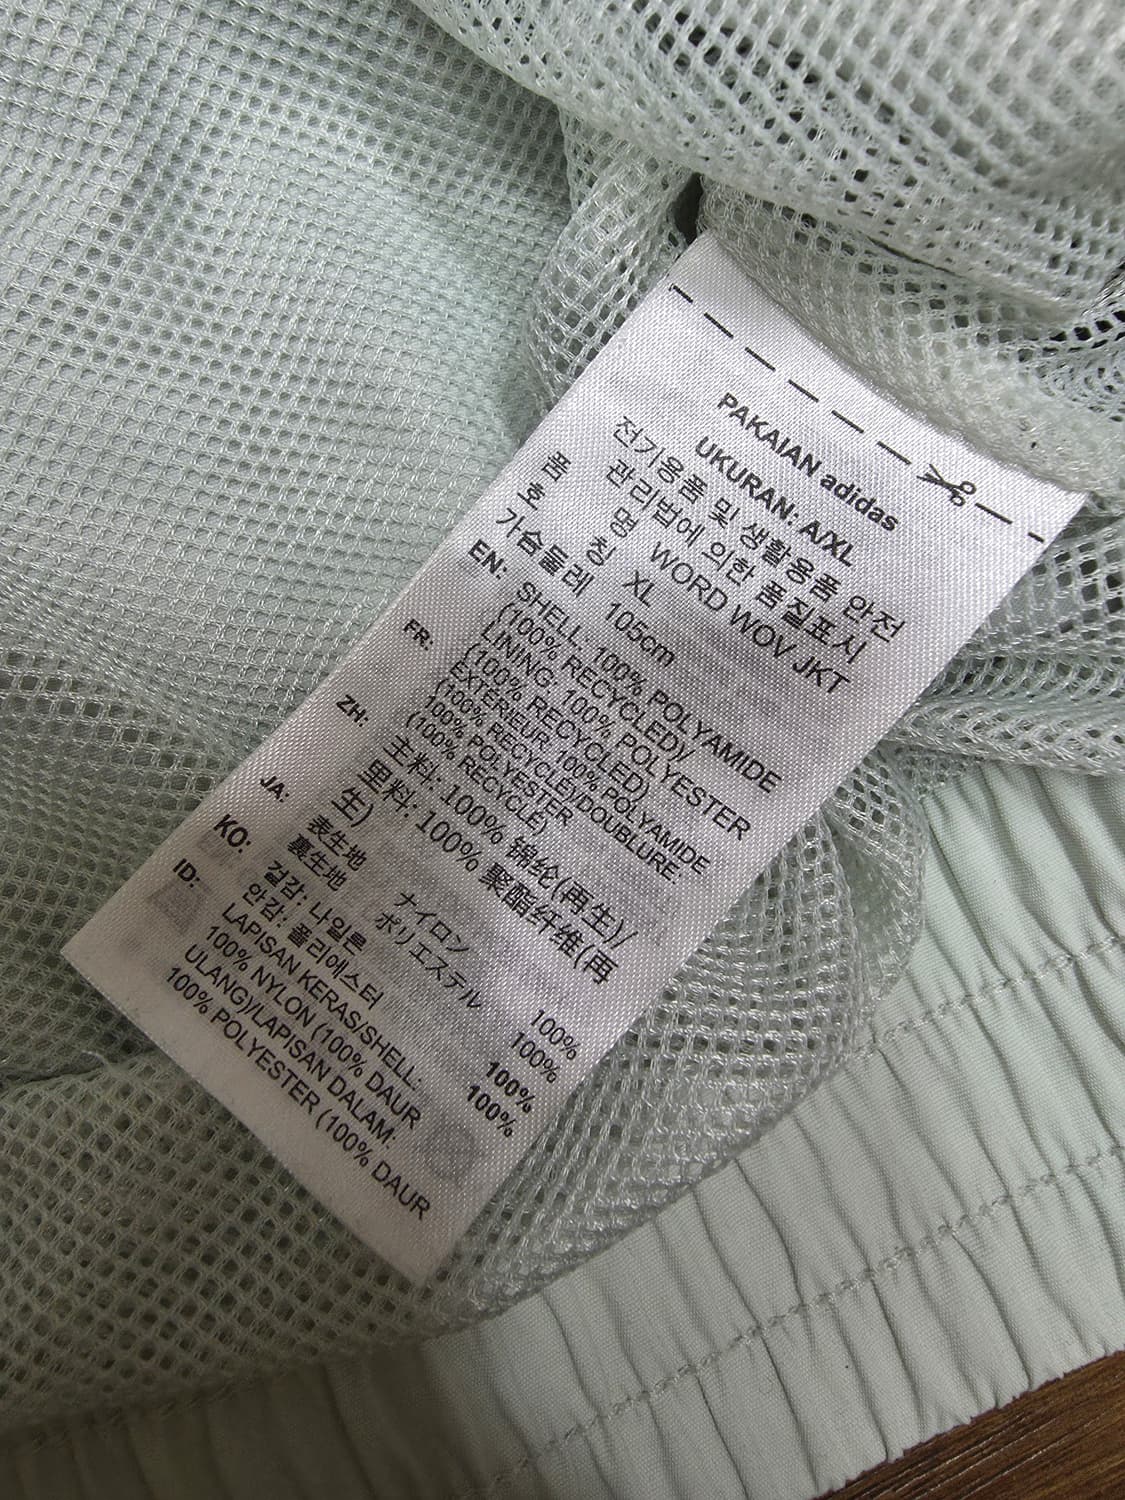 PAKAIAN adidas
UKURAN: A/XL
전기용품 및 생활용품 안전
관리법에 의한 품질표시
품 명 WORD WOV JKT
호 칭 XL
가슴둘레 105cm
EN: SHELL: 100% POLYAMIDE
(100% RECYCLED)/
LINING: 100% POLYESTER
(100% RECYCLED)
FR: EXTÉRIEUR: 100% POLYAMIDE
(100% RECYCLÉ)/DOUBLURE:
100% POLYESTER
(100% RECYCLÉ)
ZH: 主料: 100% 锦纶(再生)/
里料: 100% 聚酯纤维(再
生)
JA: 表生地 ナイロン 100%
裏生地 ポリエステル 100%
KO: 겉감: 나일론 100%
안감: 폴리에스터 100%
ID: LAPISAN KERAS/SHELL:
100% NYLON (100% DAUR
ULANG)/LAPISAN DALAM:
100% POLYESTER (100% DAUR